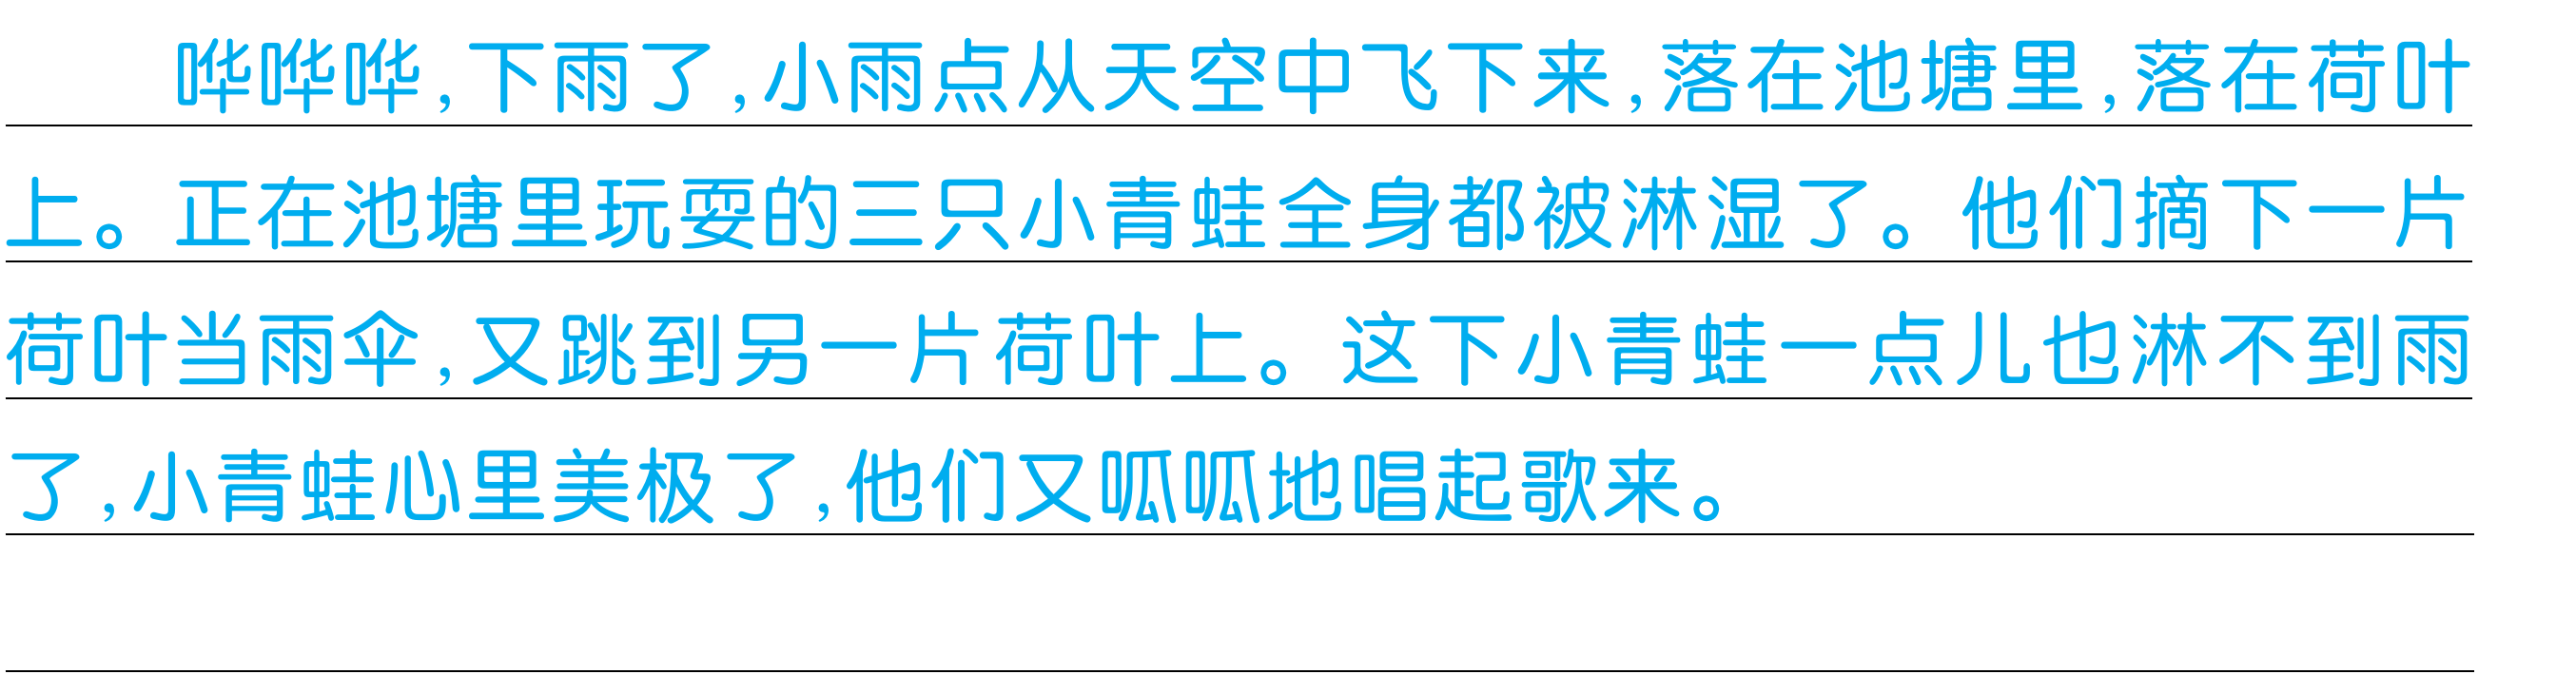 哗哗哗,下雨了,小雨点从天空中飞下来,落在池塘里,落在荷叶
上。正在池塘里玩耍的三只小青蛙全身都被淋湿了。他们摘下一片
荷叶当雨伞,又跳到另一片荷叶上。这下小青蛙一点儿也淋不到雨
了,小青蛙心里美极了,他们又呱呱地唱起歌来。